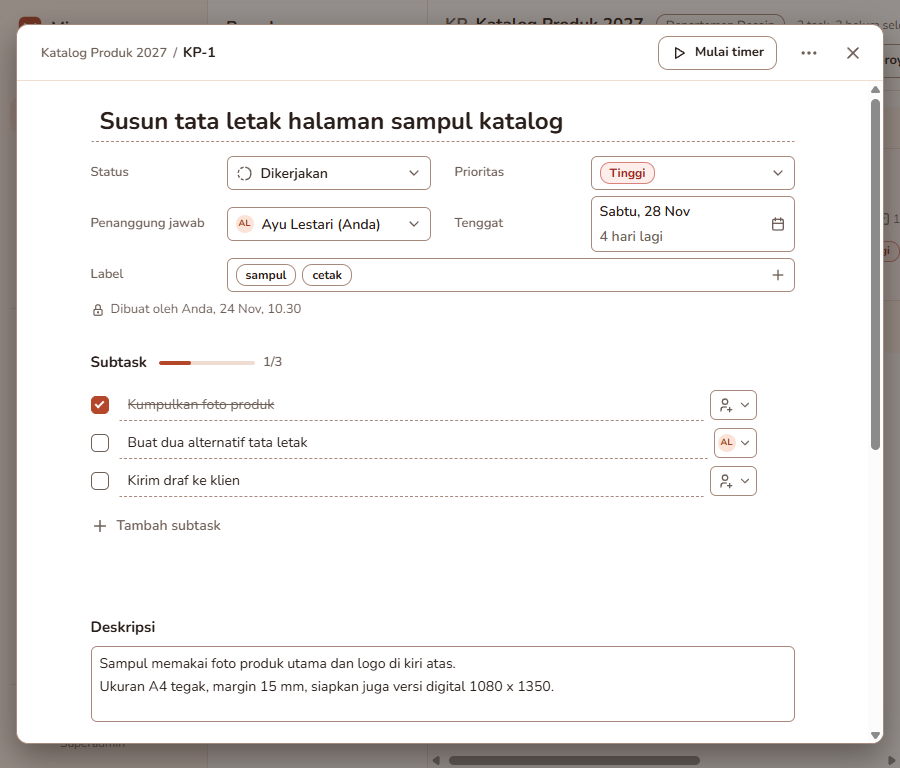 Katalog Produk 2027 / KP-1
Mulai timer
Susun tata letak halaman sampul katalog
Status
Dikerjakan
Prioritas
Tinggi
Penanggung jawab
AL Ayu Lestari (Anda)
Tenggat
Sabtu, 28 Nov
4 hari lagi
Label
sampul cetak
Dibuat oleh Anda, 24 Nov, 10.30
Subtask 1/3
Kumpulkan foto produk
Buat dua alternatif tata letak
AL
Kirim draf ke klien
Tambah subtask
Deskripsi
Sampul memakai foto produk utama dan logo di kiri atas.
Ukuran A4 tegak, margin 15 mm, siapkan juga versi digital 1080 x 1350.